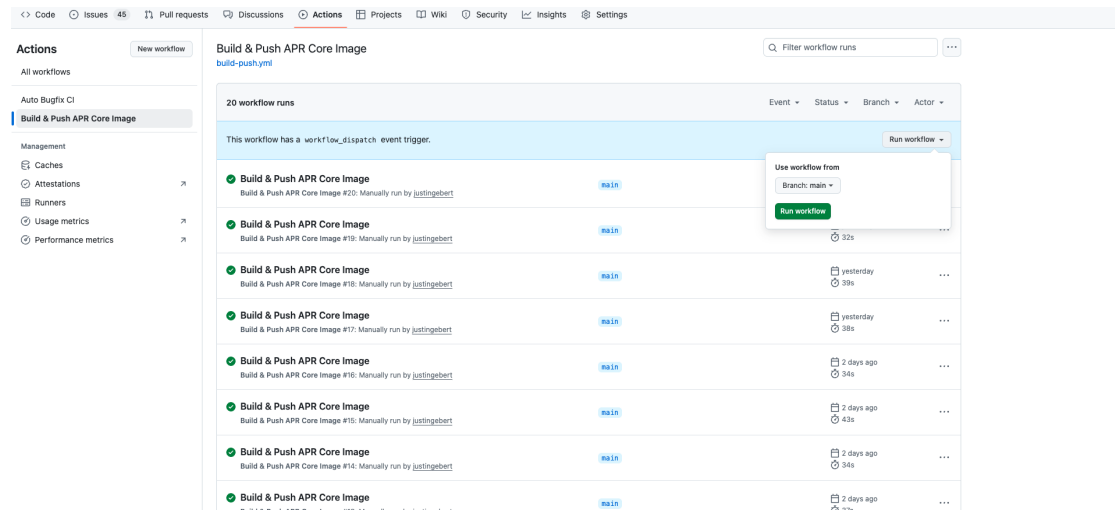 Code Issues 45 Pull requests Discussions Actions Projects Wiki Security Insights Settings
Actions
New workflow
All workflows
Auto Bugfix CI
Build & Push APR Core Image
Management
Caches
Attestations
Runners
Usage metrics
Performance metrics
Build & Push APR Core Image
build-push.yml
Filter workflow runs
20 workflow runs
Event Status Branch Actor
This workflow has a workflow_dispatch event trigger.
Run workflow
Use workflow from
Branch: main
Run workflow
Build & Push APR Core Image
Build & Push APR Core Image #20: Manually run by justingebert
main
Build & Push APR Core Image
Build & Push APR Core Image #19: Manually run by justingebert
main
32s
Build & Push APR Core Image
Build & Push APR Core Image #18: Manually run by justingebert
main
yesterday
39s
Build & Push APR Core Image
Build & Push APR Core Image #17: Manually run by justingebert
main
yesterday
38s
Build & Push APR Core Image
Build & Push APR Core Image #16: Manually run by justingebert
main
2 days ago
34s
Build & Push APR Core Image
Build & Push APR Core Image #15: Manually run by justingebert
main
2 days ago
43s
Build & Push APR Core Image
Build & Push APR Core Image #14: Manually run by justingebert
main
2 days ago
34s
Build & Push APR Core Image
main
2 days ago